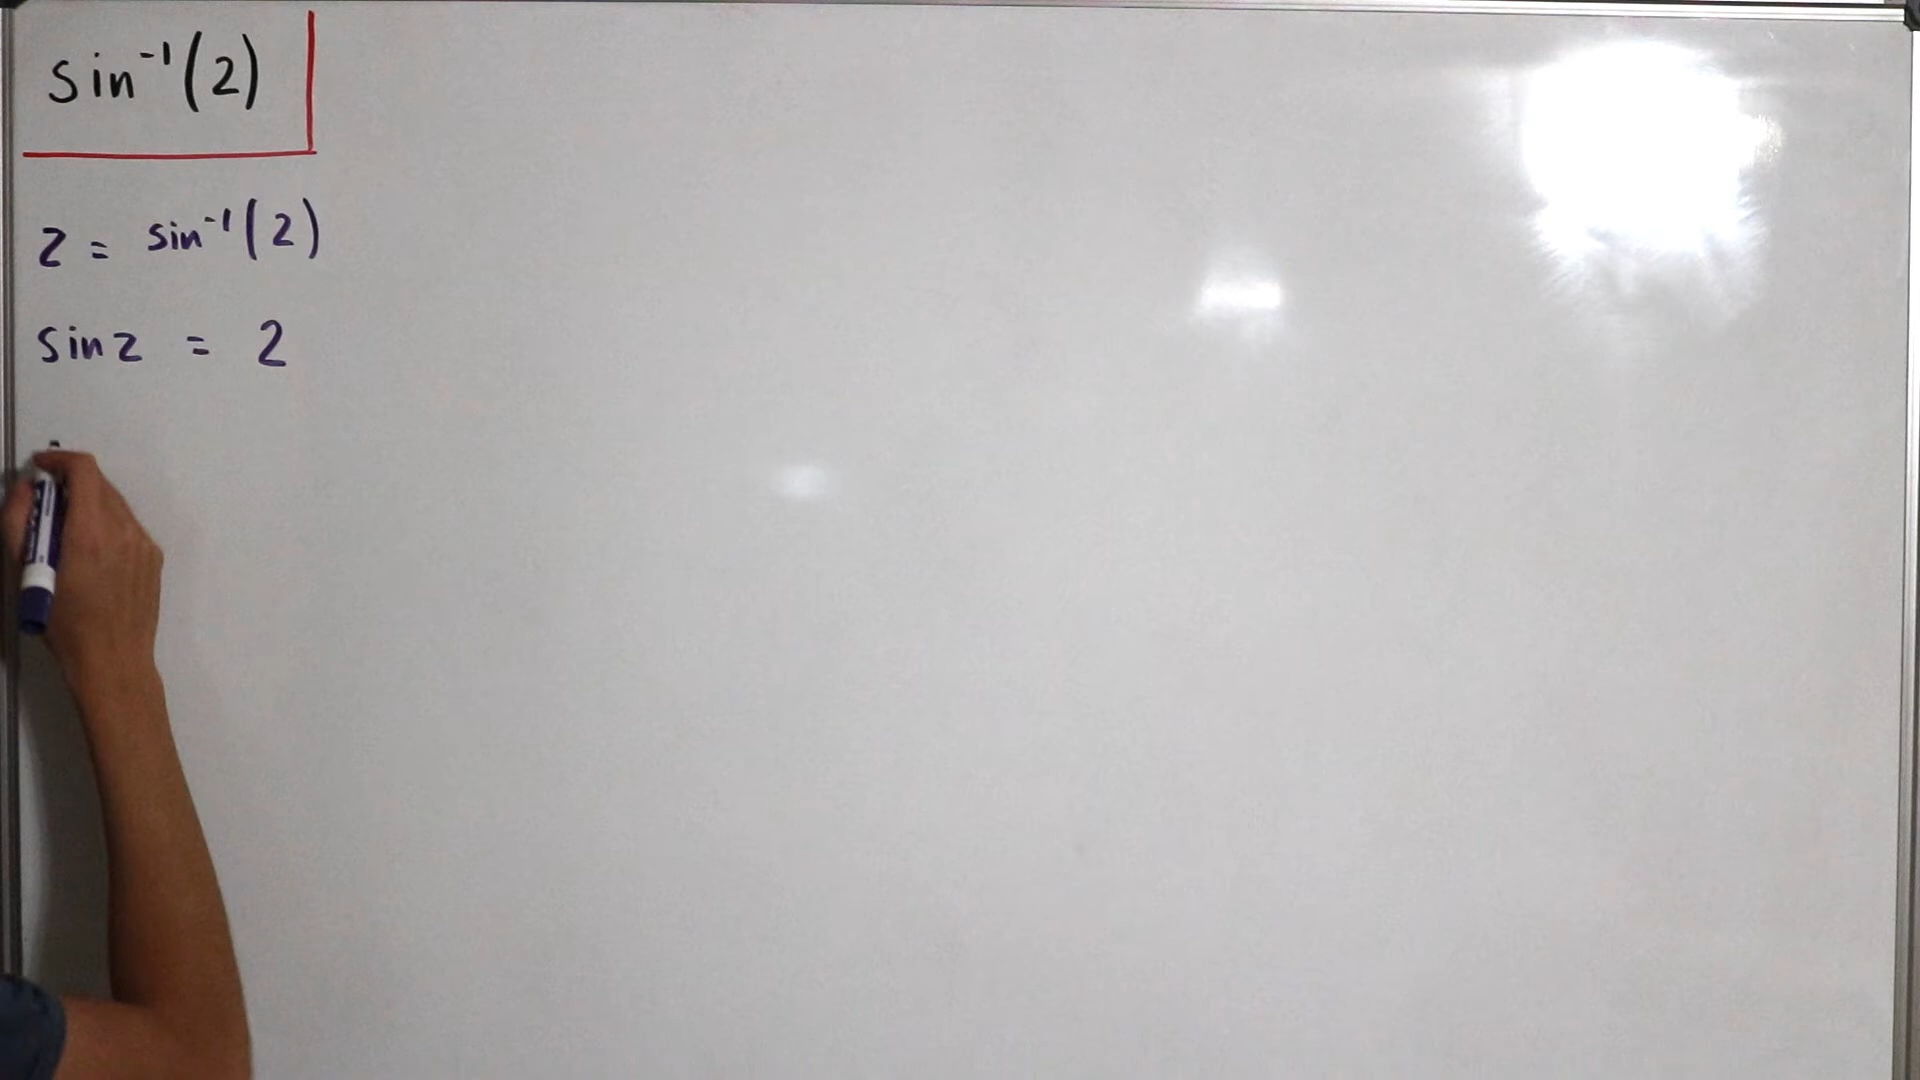 sin⁻¹(2)
z = sin⁻¹(2)
sin z = 2